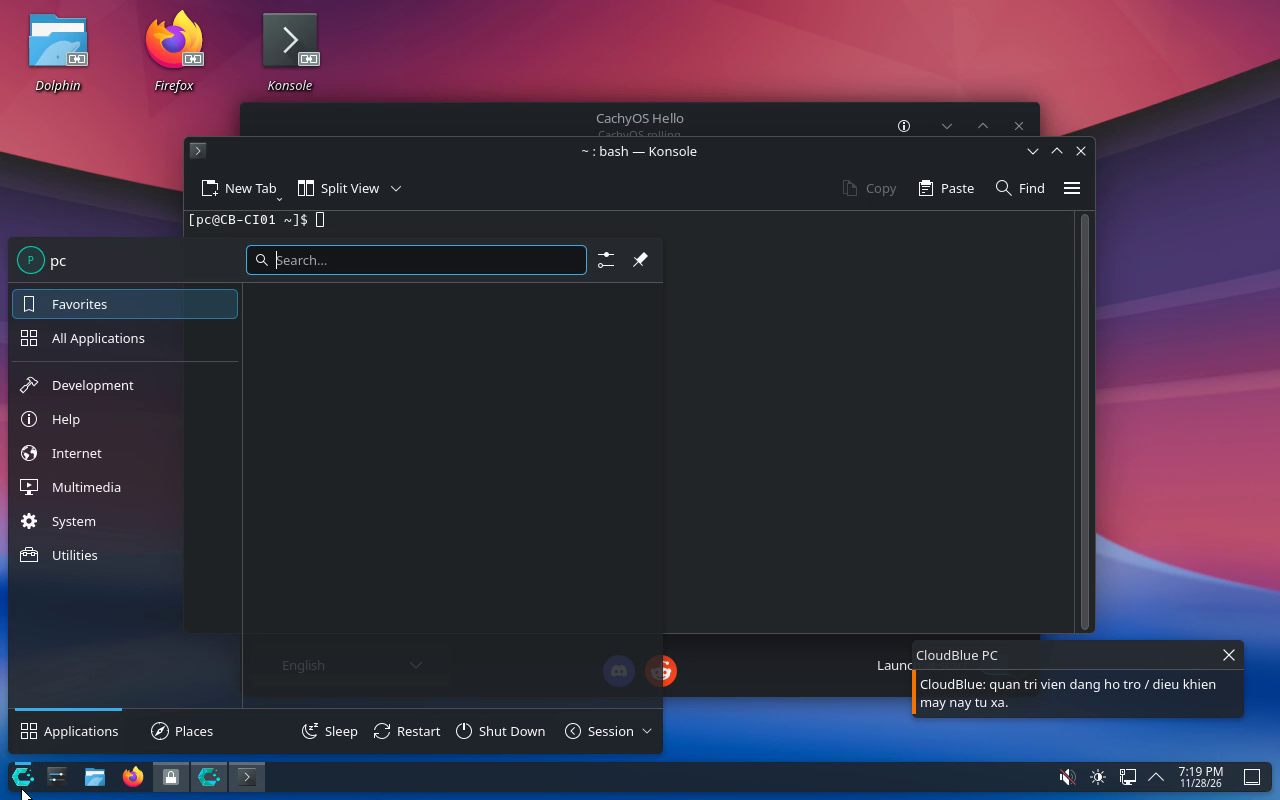 Dolphin
Firefox
Konsole
CachyOS Hello
CachyOS rolling
~ : bash — Konsole
New Tab
Split View
Copy
Paste
Find
[pc@CB-CI01 ~]$
P
pc
Search...
Favorites
All Applications
Development
Help
Internet
Multimedia
System
Utilities
English
CloudBlue PC
CloudBlue: quan tri vien dang ho tro / dieu khien
may nay tu xa.
Applications
Places
Sleep
Restart
Shut Down
Session
7:19 PM
11/28/26